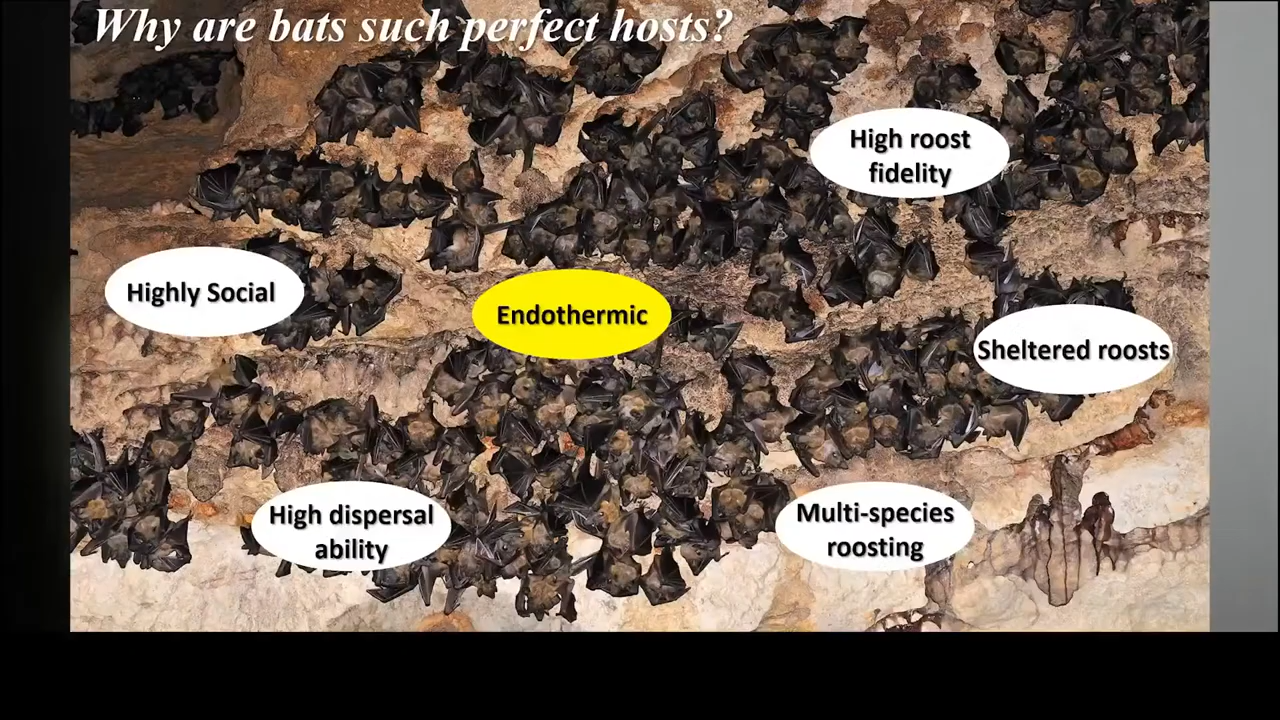 Why are bats such perfect hosts?
High roost
fidelity
Highly Social
Endothermic
Sheltered roosts
High dispersal
ability
Multi-species
roosting